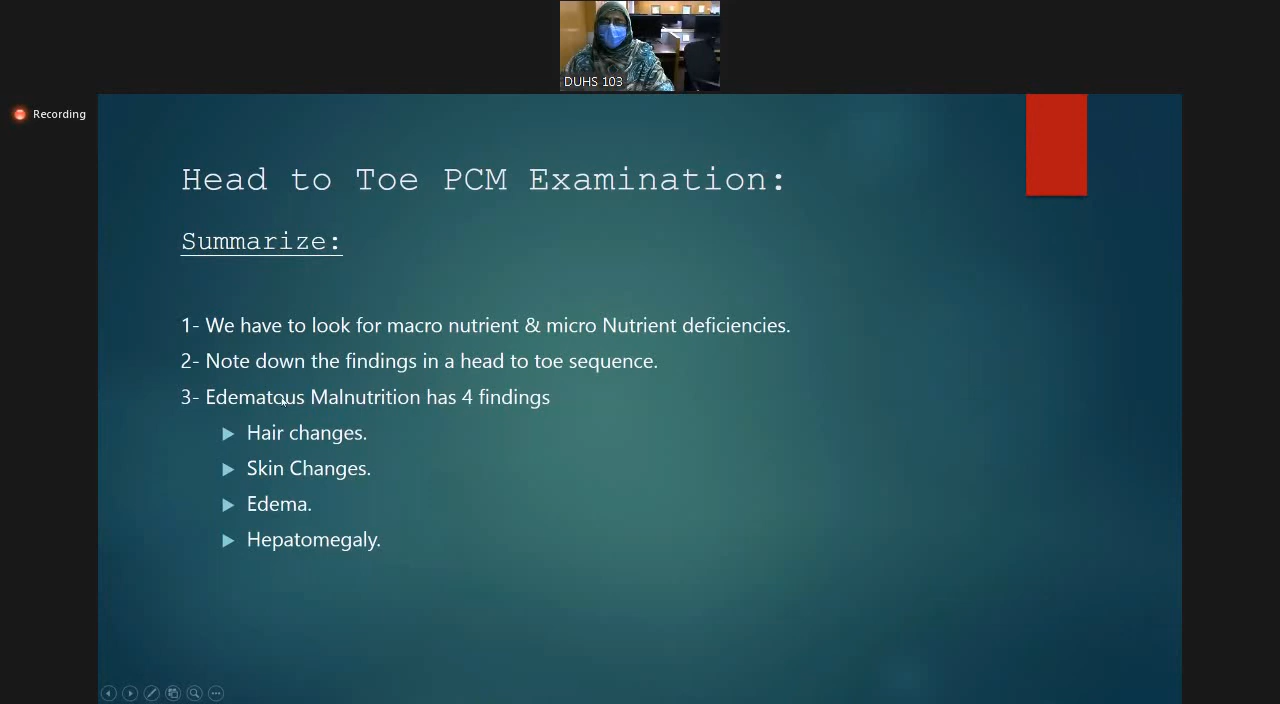 DUHS 103
Recording
Head to Toe PCM Examination:
Summarize:
1- We have to look for macro nutrient & micro Nutrient deficiencies.
2- Note down the findings in a head to toe sequence.
3- Edematous Malnutrition has 4 findings
Hair changes.
Skin Changes.
Edema.
Hepatomegaly.